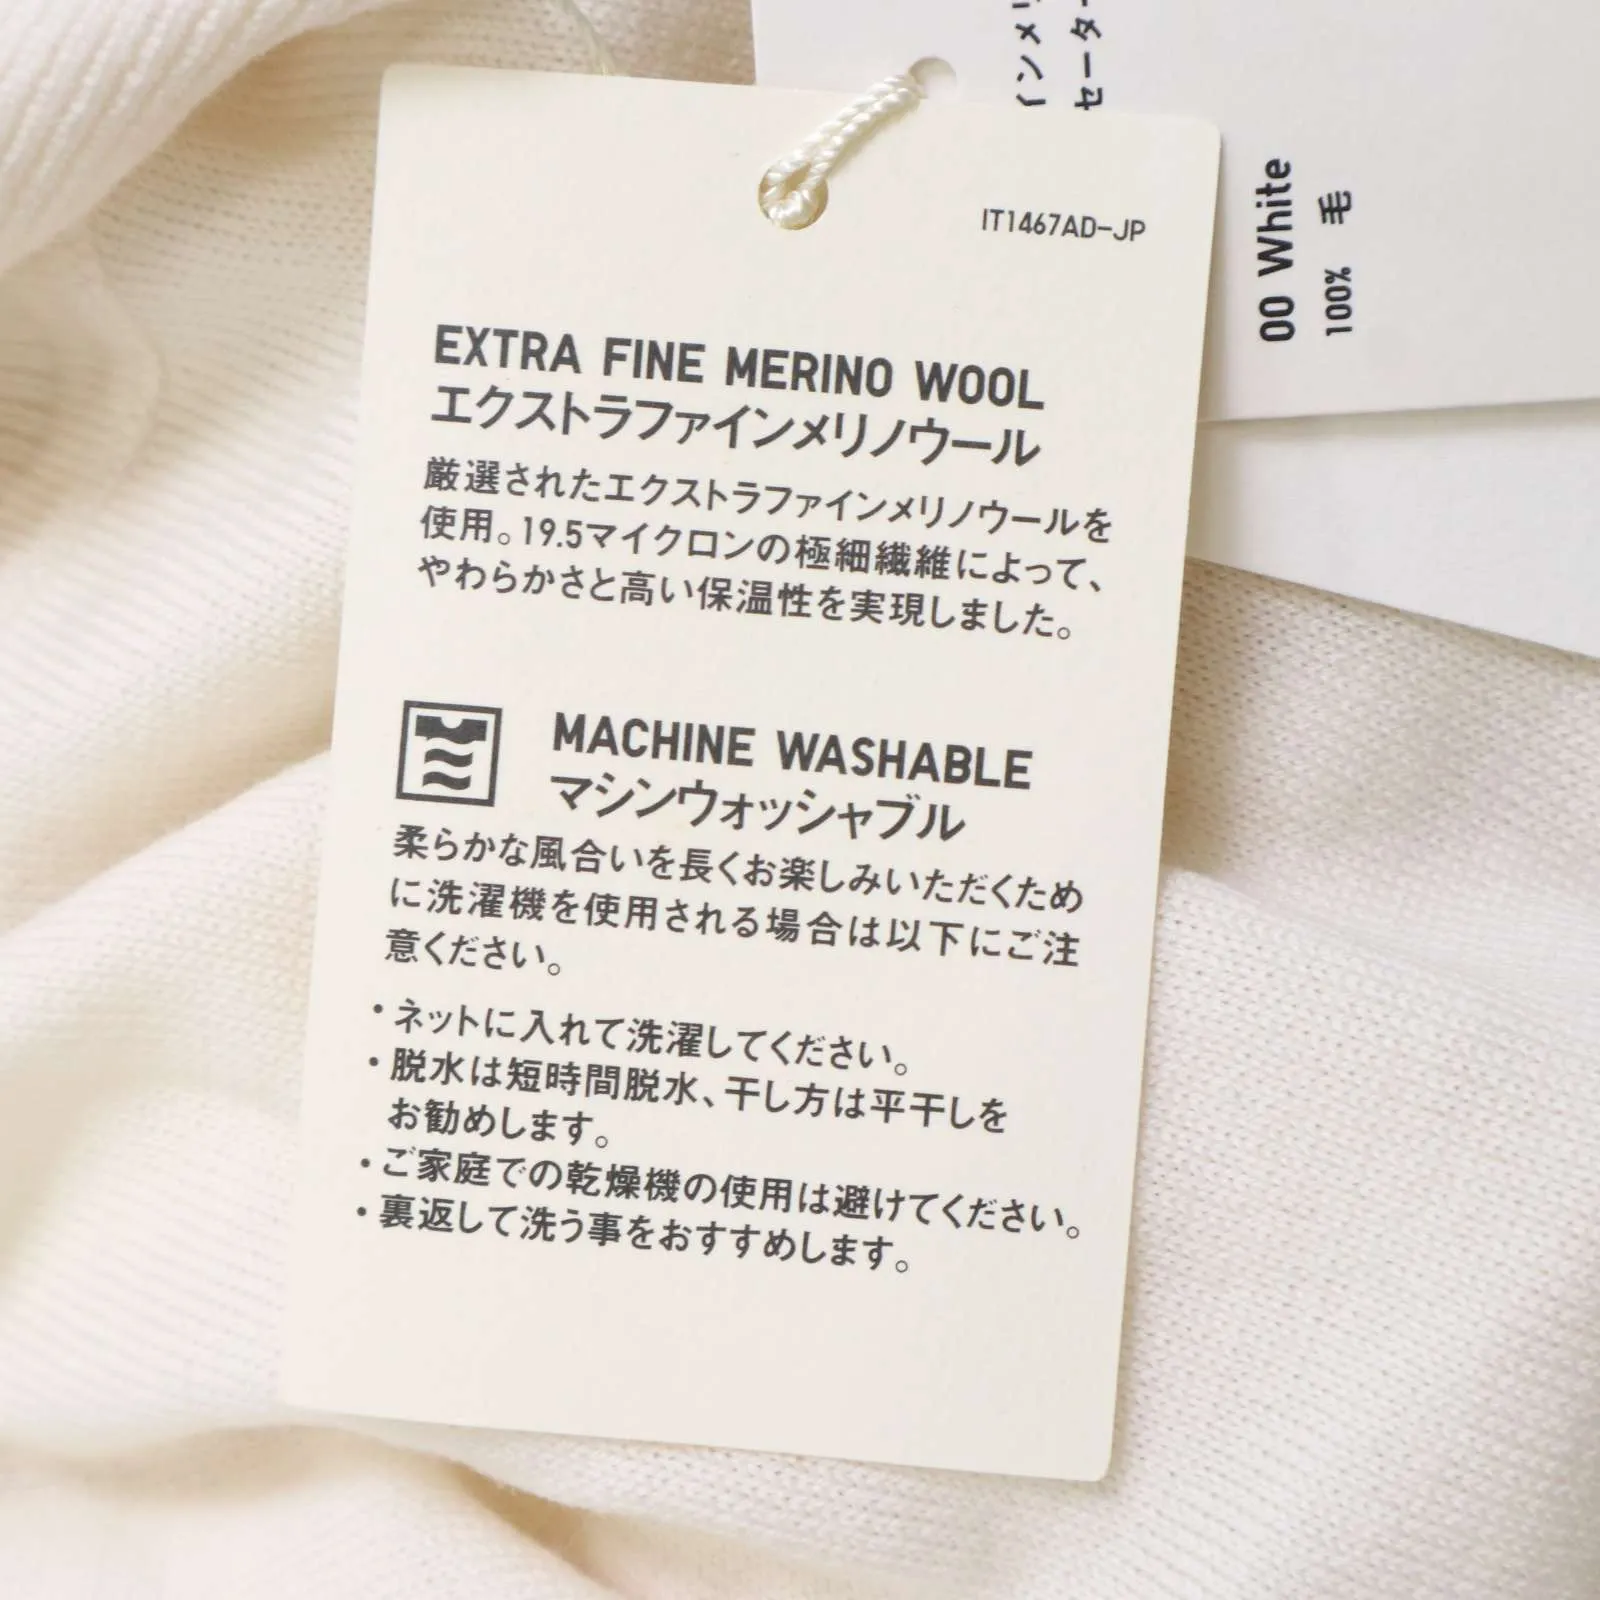 IT1467AD-JP
EXTRA FINE MERINO WOOL
エクストラファインメリノウール
厳選されたエクストラファインメリノウールを
使用。19.5マイクロンの極細繊維によって、
やわらかさと高い保温性を実現しました。
MACHINE WASHABLE
マシンウォッシャブル
柔らかな風合いを長くお楽しみいただくため
に洗濯機を使用される場合は以下にご注
意ください。
・ネットに入れて洗濯してください。
・脱水は短時間脱水、干し方は平干しを
お勧めします。
・ご家庭での乾燥機の使用は避けてください。
・裏返して洗う事をおすすめします。
インメリ
セーター
00 White
100% 毛